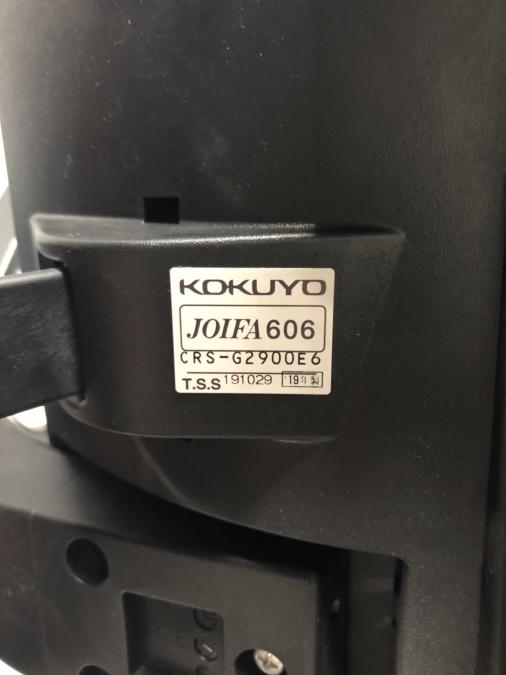 KOKUYO
JOIFA606
CRS-G2900E6
T.S.S 191029 19年製